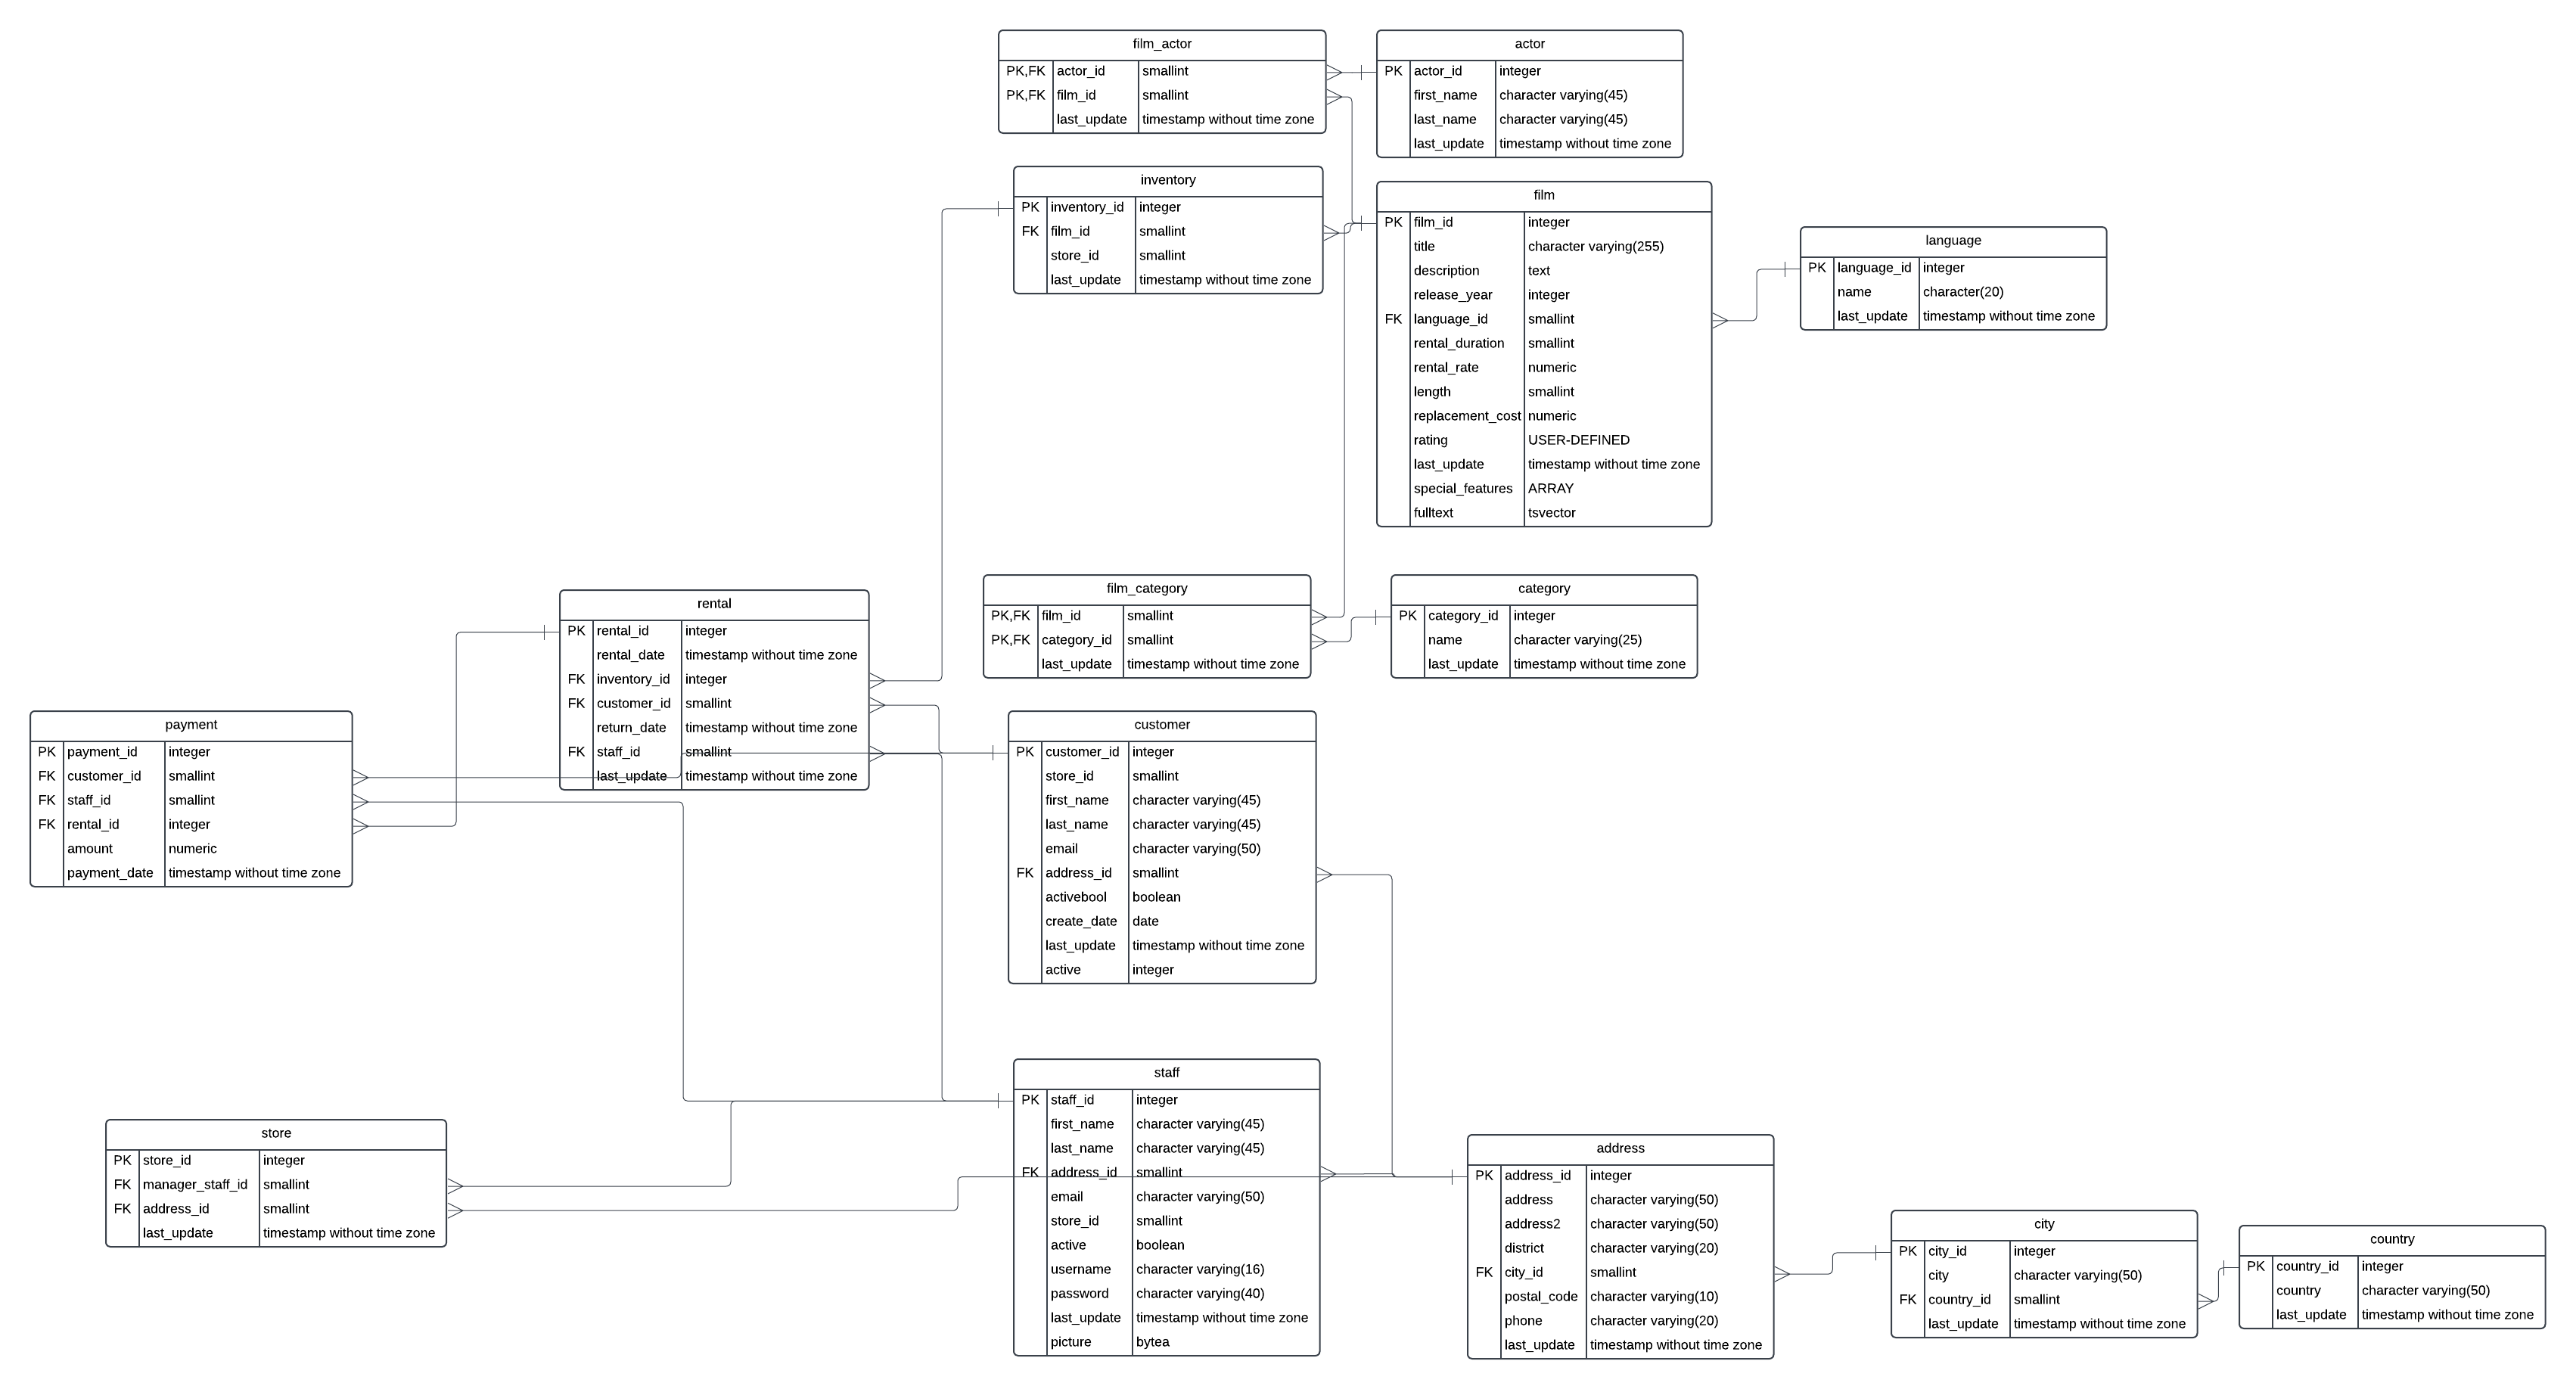 film_actor
PK,FK actor_id smallint
PK,FK film_id smallint
last_update timestamp without time zone
actor
PK actor_id integer
first_name character varying(45)
last_name character varying(45)
last_update timestamp without time zone
inventory
PK inventory_id integer
FK film_id smallint
store_id smallint
last_update timestamp without time zone
film
PK film_id integer
title character varying(255)
description text
release_year integer
FK language_id smallint
rental_duration smallint
rental_rate numeric
length smallint
replacement_cost numeric
rating USER-DEFINED
last_update timestamp without time zone
special_features ARRAY
fulltext tsvector
language
PK language_id integer
name character(20)
last_update timestamp without time zone
film_category
PK,FK film_id smallint
PK,FK category_id smallint
last_update timestamp without time zone
category
PK category_id integer
name character varying(25)
last_update timestamp without time zone
rental
PK rental_id integer
rental_date timestamp without time zone
FK inventory_id integer
FK customer_id smallint
return_date timestamp without time zone
FK staff_id smallint
last_update timestamp without time zone
payment
PK payment_id integer
FK customer_id smallint
FK staff_id smallint
FK rental_id integer
amount numeric
payment_date timestamp without time zone
customer
PK customer_id integer
store_id smallint
first_name character varying(45)
last_name character varying(45)
email character varying(50)
FK address_id smallint
activebool boolean
create_date date
last_update timestamp without time zone
active integer
staff
PK staff_id integer
first_name character varying(45)
last_name character varying(45)
FK address_id smallint
email character varying(50)
store_id smallint
active boolean
username character varying(16)
password character varying(40)
last_update timestamp without time zone
picture bytea
store
PK store_id integer
FK manager_staff_id smallint
FK address_id smallint
last_update timestamp without time zone
address
PK address_id integer
address character varying(50)
address2 character varying(50)
district character varying(20)
FK city_id smallint
postal_code character varying(10)
phone character varying(20)
last_update timestamp without time zone
city
PK city_id integer
city character varying(50)
FK country_id smallint
last_update timestamp without time zone
country
PK country_id integer
country character varying(50)
last_update timestamp without time zone